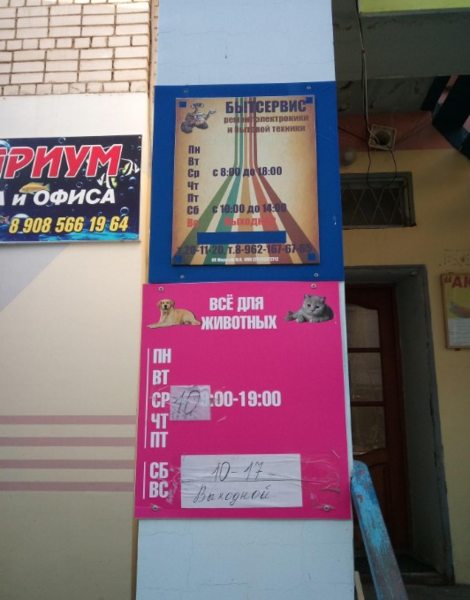 РИУМ
А и ОФИСА
8 908 566 19 64
БЫТСЕРВИС
ремонт электроники
и бытовой техники
Пн
Вт
Ср с 8:00 до 18:00
Чт
Пт
Сб с 10:00 до 14:00
Вс Выходной
ВСЁ ДЛЯ
ЖИВОТНЫХ
ПН
ВТ
СР 10:00-19:00
ЧТ
ПТ
СБ 10-17
ВС Выходной